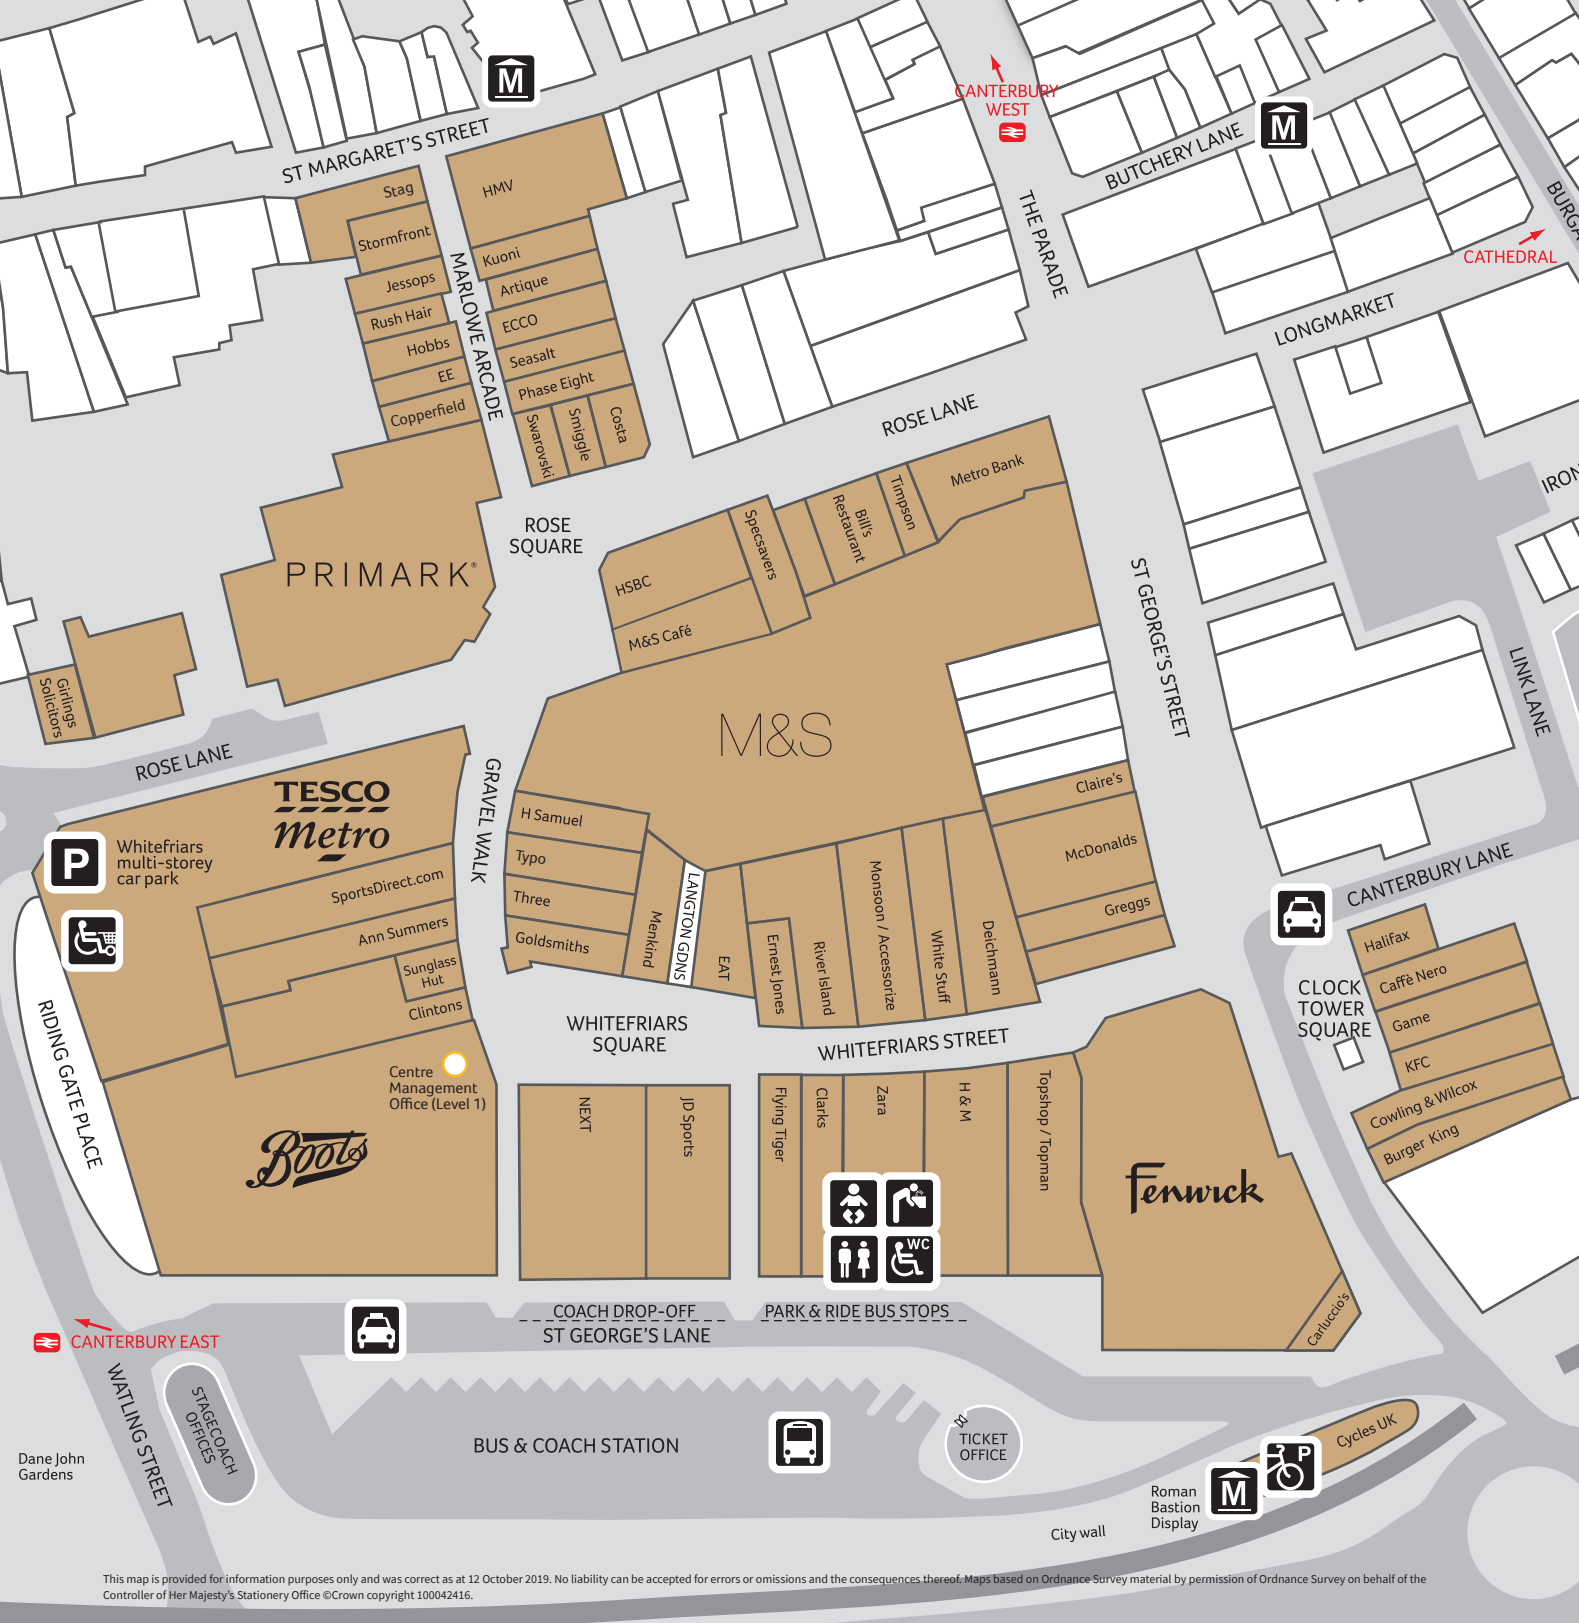 CANTERBURY
WEST
ST MARGARET'S STREET
BUTCHERY LANE
Stag
HMV
Stormfront
MARLOWE ARCADE
THE PARADE
Kuoni
CATHEDRAL
Jessops
Artique
Rush Hair
ECCO
LONGMARKET
Hobbs
Seasalt
EE
Phase Eight
Copperfield
Swarovski
Smiggle
Costa
ROSE LANE
Metro Bank
Timpson
Bill's
Restaurant
Specsavers
ROSE
SQUARE
PRIMARK®
HSBC
M&S Café
ST GEORGE'S STREET
LINK LANE
Girlings
Solicitors
M&S
ROSE LANE
TESCO
Metro
GRAVEL WALK
Claire's
H Samuel
P
Whitefriars
multi-storey
car park
Typo
McDonalds
CANTERBURY LANE
SportsDirect.com
Three
Greggs
Ann Summers
Goldsmiths
Menkind
LANGTON GDNS
EAT
Ernest Jones
River Island
Monsoon / Accessorize
White Stuff
Deichmann
Halifax
Sunglass
Hut
Caffè Nero
Clintons
CLOCK
TOWER
SQUARE
Game
RIDING GATE PLACE
WHITEFRIARS
SQUARE
WHITEFRIARS STREET
KFC
Centre
Management
Office (Level 1)
NEXT
JD Sports
Flying Tiger
Clarks
Zara
H & M
Topshop / Topman
Cowling & Wilcox
Burger King
Boots
Fenwick
WC
Carluccio's
COACH DROP-OFF
PARK & RIDE BUS STOPS
ST GEORGE'S LANE
CANTERBURY EAST
WATLING STREET
STAGECOACH
OFFICES
BUS & COACH STATION
TICKET
OFFICE
Cycles UK
P
M
Dane John
Gardens
Roman
Bastion
Display
City wall
This map is provided for information purposes only and was correct as at 12 October 2019. No liability can be accepted for errors or omissions and the consequences thereof. Maps based on Ordnance Survey material by permission of Ordnance Survey on behalf of the
Controller of Her Majesty's Stationery Office ©Crown copyright 100042416.